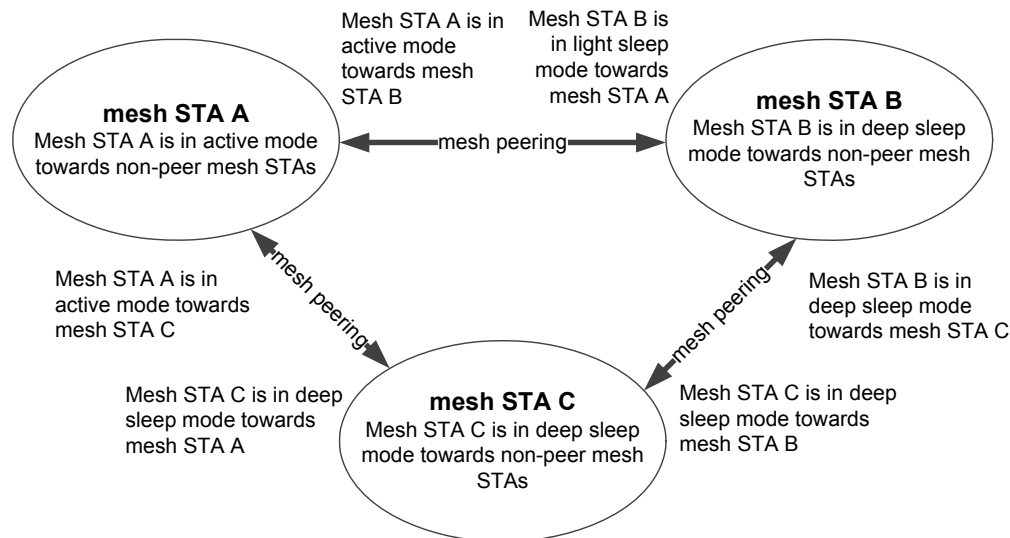 Mesh STA A is in
active mode
towards mesh
STA B
Mesh STA B is
in light sleep
mode towards
mesh STA A
mesh STA A
Mesh STA A is in active mode
towards non-peer mesh STAs
mesh peering
mesh STA B
Mesh STA B is in deep sleep
mode towards non-peer mesh
STAs
Mesh STA A is in
active mode towards
mesh STA C
mesh peering
mesh peering
Mesh STA B is in
deep sleep mode
towards mesh STA C
Mesh STA C is in deep
sleep mode towards
mesh STA A
mesh STA C
Mesh STA C is in deep sleep
mode towards non-peer mesh
STAs
Mesh STA C is in deep
sleep mode towards
mesh STA B